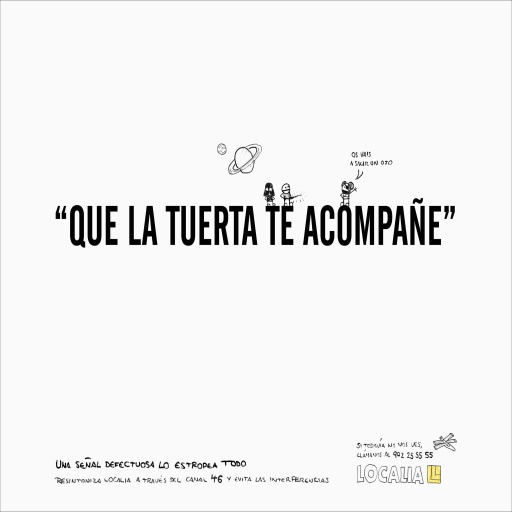 OS VAIS
A SACAR UN OJO
“QUE LA TUERTA TE ACOMPAÑE”
SI TODAVÍA NO NOS VES,
LLÁMANOS AL 902 25 55 55
UNA SEÑAL DEFECTUOSA LO ESTROPEA TODO
RESINTONIZA LOCALIA A TRAVÉS DEL CANAL 46 Y EVITA LAS INTERFERENCIAS
LOCALIA